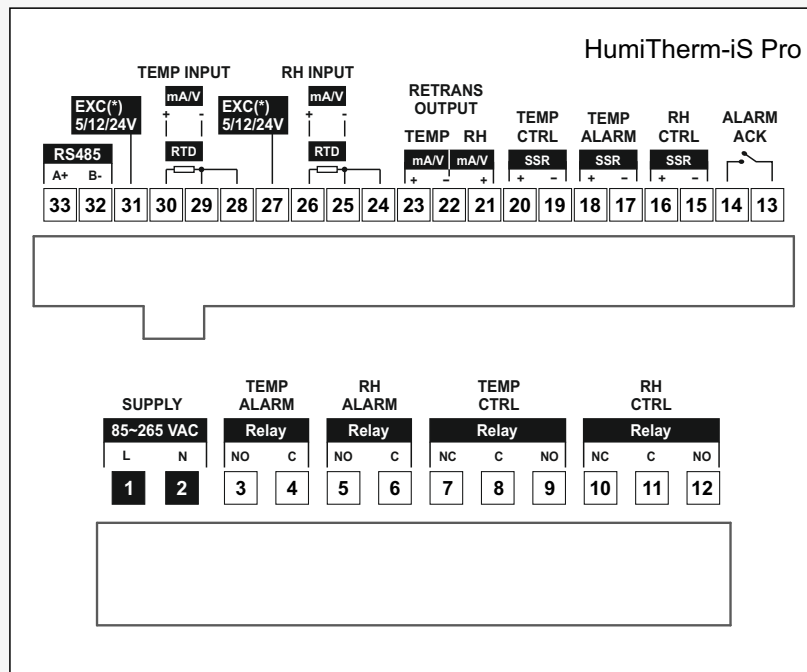 HumiTherm-iS Pro
TEMP INPUT RH INPUT RETRANS OUTPUT TEMP CTRL TEMP ALARM RH CTRL ALARM ACK
mA/V mA/V
EXC(*) 5/12/24V EXC(*) 5/12/24V
+ - + -
TEMP RH
RS485 RTD RTD mA/V mA/V SSR SSR SSR
A+ B- + − + + − + − + −
33 32 31 30 29 28 27 26 25 24 23 22 21 20 19 18 17 16 15 14 13
SUPPLY TEMP ALARM RH ALARM TEMP CTRL RH CTRL
85~265 VAC Relay Relay Relay Relay
L N NO C NO C NC C NO NC C NO
1 2 3 4 5 6 7 8 9 10 11 12